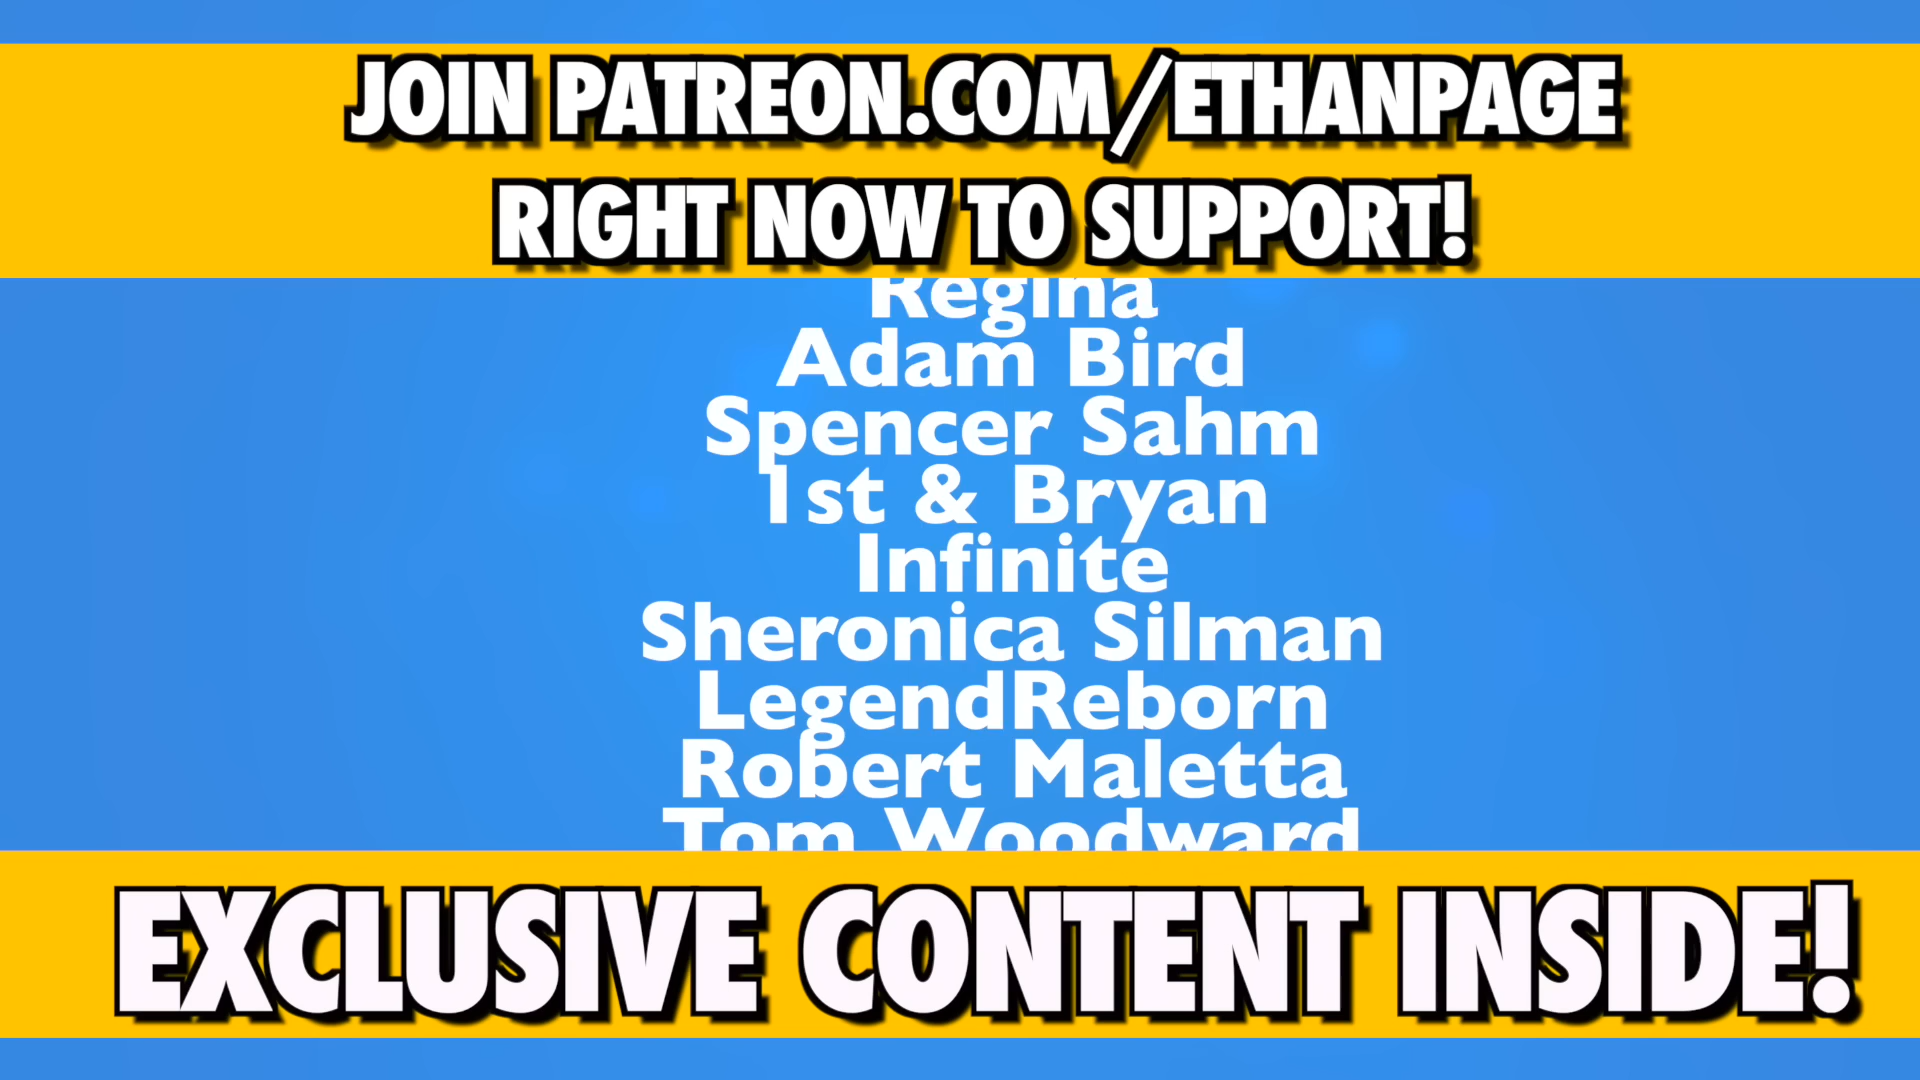 JOIN PATREON.COM/ETHANPAGE
RIGHT NOW TO SUPPORT!
Regina
Adam Bird
Spencer Sahm
1st & Bryan
Infinite
Sheronica Silman
LegendReborn
Robert Maletta
Tom Woodward
EXCLUSIVE CONTENT INSIDE!